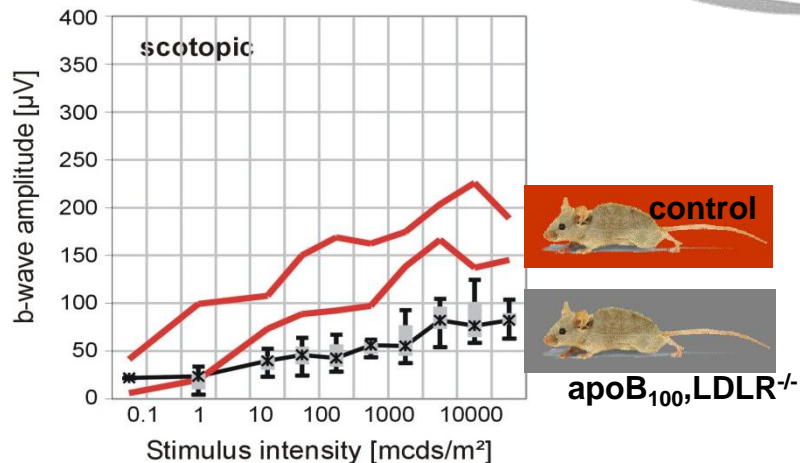 400
scotopic
350
300
250
200
150
100
50
0
b-wave amplitude [µV]
0.1 1 10 100 1000 10000
Stimulus intensity [mcds/m²]
control
apoB₁₀₀,LDLR⁻/⁻